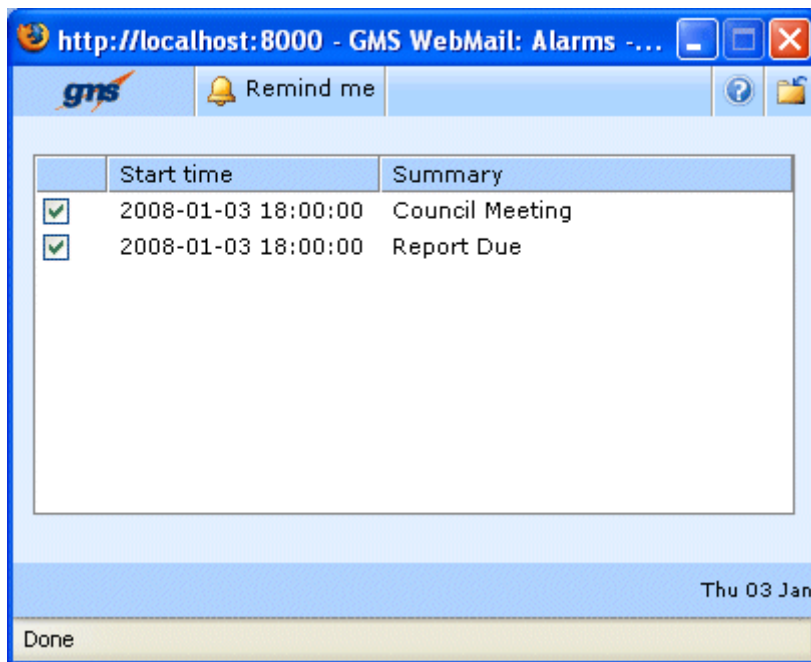 http://localhost:8000 - GMS WebMail: Alarms -...
gms Remind me
Start time Summary
2008-01-03 18:00:00 Council Meeting
2008-01-03 18:00:00 Report Due
Thu 03 Jan
Done